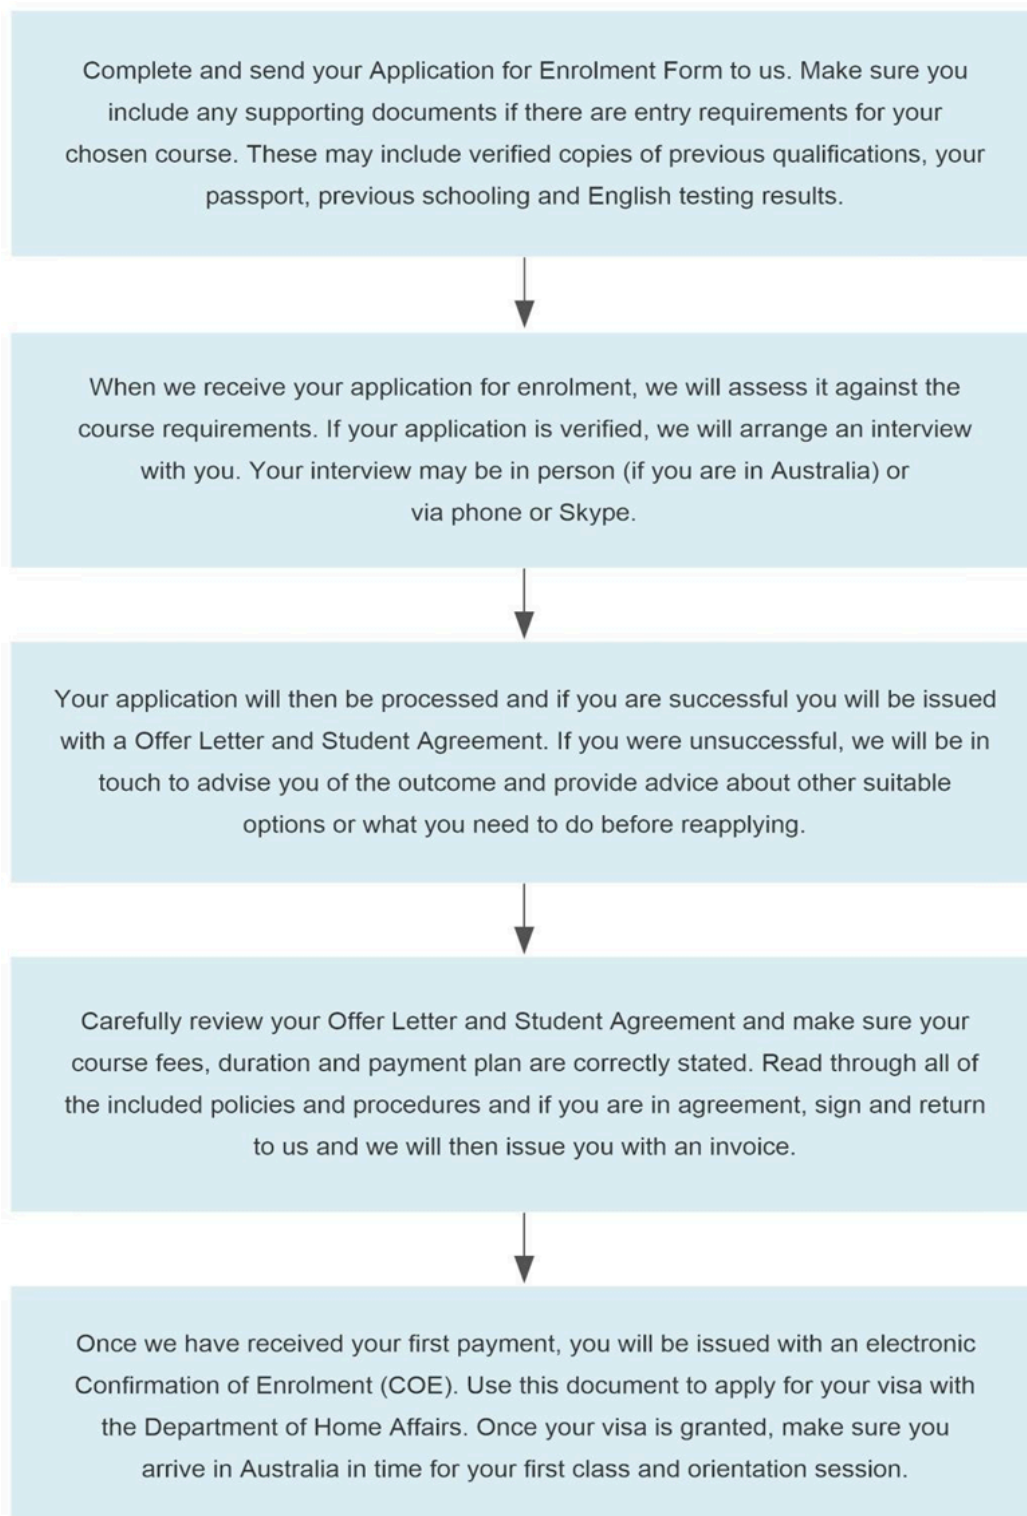 Complete and send your Application for Enrolment Form to us. Make sure you
include any supporting documents if there are entry requirements for your
chosen course. These may include verified copies of previous qualifications, your
passport, previous schooling and English testing results.
When we receive your application for enrolment, we will assess it against the
course requirements. If your application is verified, we will arrange an interview
with you. Your interview may be in person (if you are in Australia) or
via phone or Skype.
Your application will then be processed and if you are successful you will be issued
with a Offer Letter and Student Agreement. If you were unsuccessful, we will be in
touch to advise you of the outcome and provide advice about other suitable
options or what you need to do before reapplying.
Carefully review your Offer Letter and Student Agreement and make sure your
course fees, duration and payment plan are correctly stated. Read through all of
the included policies and procedures and if you are in agreement, sign and return
to us and we will then issue you with an invoice.
Once we have received your first payment, you will be issued with an electronic
Confirmation of Enrolment (COE). Use this document to apply for your visa with
the Department of Home Affairs. Once your visa is granted, make sure you
arrive in Australia in time for your first class and orientation session.